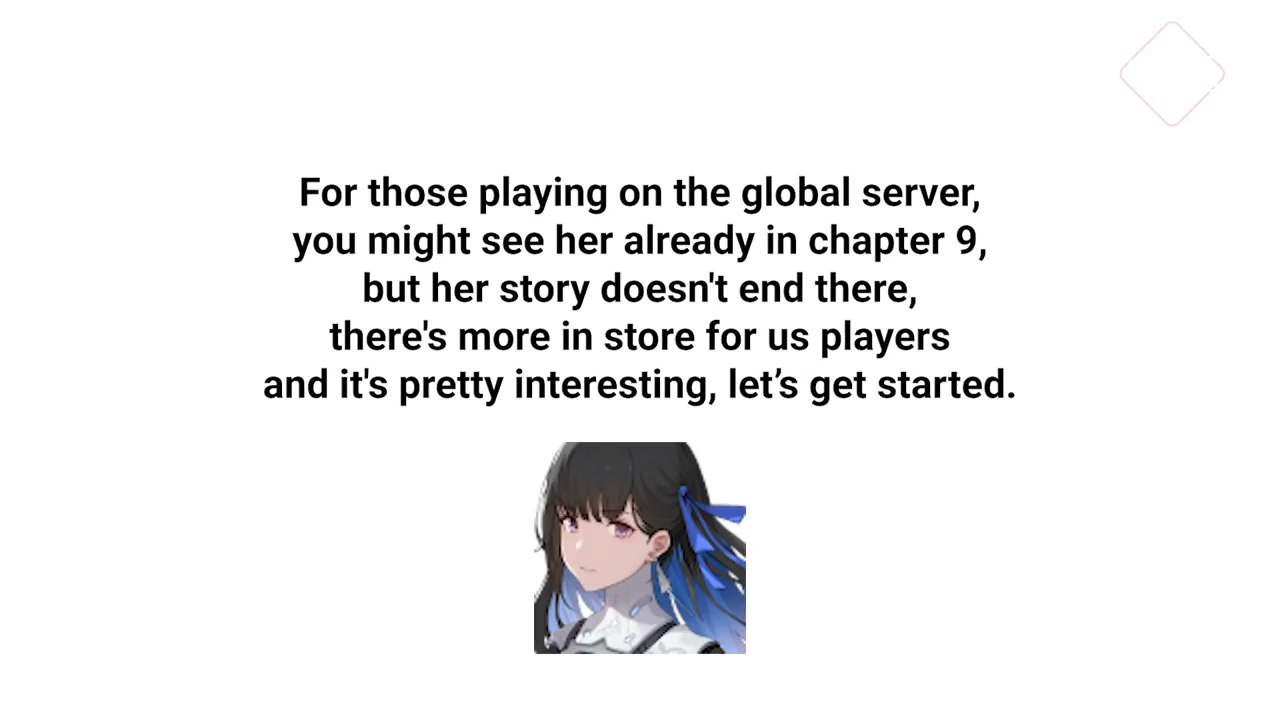 For those playing on the global server,
you might see her already in chapter 9,
but her story doesn't end there,
there's more in store for us players
and it's pretty interesting, let’s get started.